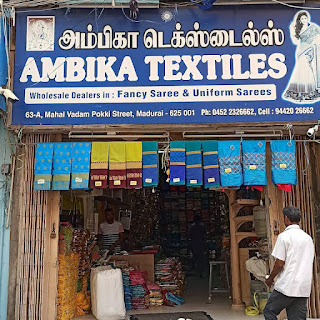 அம்பிகா டெக்ஸ்டைல்ஸ்
AMBIKA TEXTILES
Wholesale Dealers in : Fancy Saree & Uniform Sarees
63-A, Mahal Vadam Pokki Street, Madurai - 625 001 Ph: 0452 2326662, Cell : 94420 26662